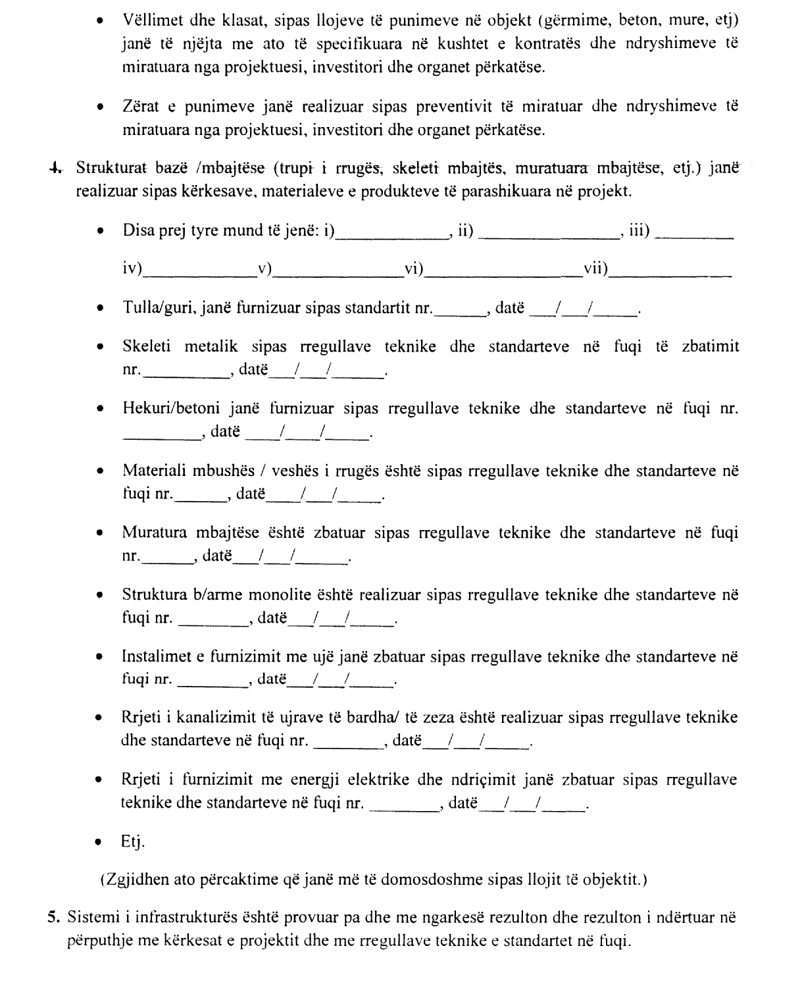 • Vëllimet dhe klasat, sipas llojeve të punimeve në objekt (gërmime, beton, mure, etj)
janë të njëjta me ato të specifikuara në kushtet e kontratës dhe ndryshimeve të
miratuara nga projektuesi, investitori dhe organet përkatëse.
• Zërat e punimeve janë realizuar sipas preventivit të miratuar dhe ndryshimeve të
miratuara nga projektuesi, investitori dhe organet përkatëse.
4. Strukturat bazë /mbajtëse (trupi i rrugës, skeleti mbajtës, muratuara mbajtëse, etj.) janë
realizuar sipas kërkesave, materialeve e produkteve të parashikuara në projekt.
• Disa prej tyre mund të jenë: i)_____________, ii) ________________, iii) _________
iv)_____________v)_______________vi)__________________vii)______________
• Tulla/guri, janë furnizuar sipas standartit nr.______, datë ___/___/_____.
• Skeleti metalik sipas rregullave teknike dhe standarteve në fuqi të zbatimit
nr.__________, datë___/___/______.
• Hekuri/betoni janë furnizuar sipas rregullave teknike dhe standarteve në fuqi nr.
_________, datë ____/____/_____.
• Materiali mbushës / veshës i rrugës është sipas rregullave teknike dhe standarteve në
fuqi nr.______, datë____/___/_____.
• Muratura mbajtëse është zbatuar sipas rregullave teknike dhe standarteve në fuqi
nr.______, datë___/___/______.
• Struktura b/arme monolite është realizuar sipas rregullave teknike dhe standarteve në
fuqi nr. ________, datë___/___/_____.
• Instalimet e furnizimit me ujë janë zbatuar sipas rregullave teknike dhe standarteve në
fuqi nr. ________, datë___/___/_____.
• Rrjeti i kanalizimit të ujrave të bardha/ të zeza është realizuar sipas rregullave teknike
dhe standarteve në fuqi nr. ________, datë___/___/_____.
• Rrjeti i furnizimit me energji elektrike dhe ndriçimit janë zbatuar sipas rregullave
teknike dhe standarteve në fuqi nr. ________, datë___/___/_____.
• Etj.
(Zgjidhen ato përcaktime që janë më të domosdoshme sipas llojit të objektit.)
5. Sistemi i infrastrukturës është provuar pa dhe me ngarkesë rezulton dhe rezulton i ndërtuar në
përputhje me kërkesat e projektit dhe me rregullave teknike e standartet në fuqi.